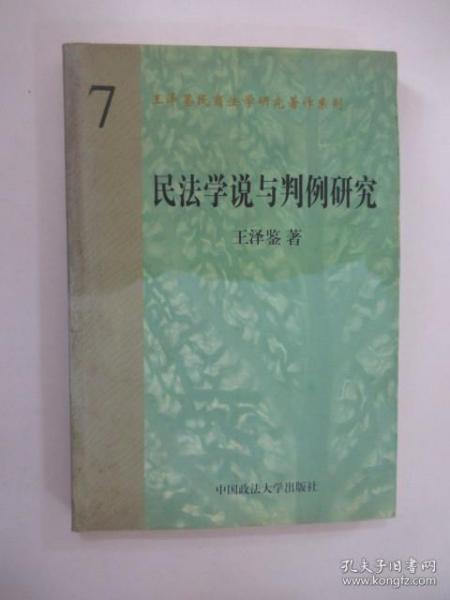 7
王泽鉴民商法学研究著作系列
民法学说与判例研究
王泽鉴 著
中国政法大学出版社
孔夫子旧书网
www.kongfz.com